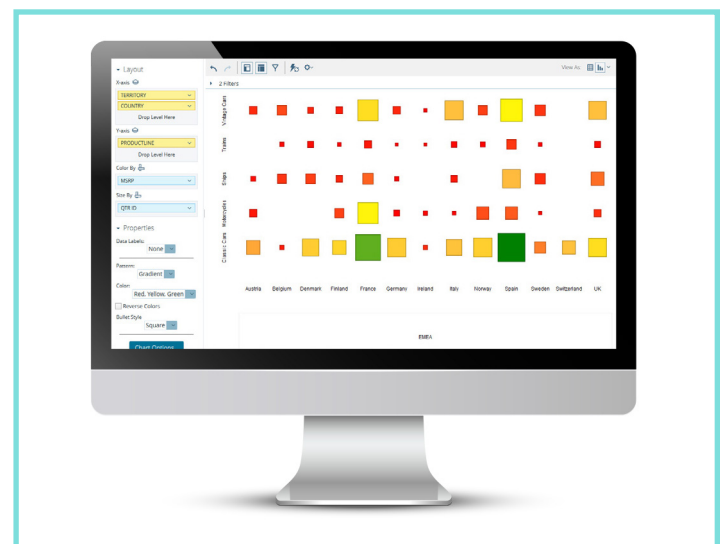 Layout
X-axis
TERRITORY
COUNTRY
Drop Level Here
Y-axis
PRODUCTLINE
Drop Level Here
Color By
MSRP
Size By
QTR ID
Properties
Data Labels:
None
Pattern:
Gradient
Color:
Red, Yellow, Green
Reverse Colors
Bullet Style
Square
Chart Options
View As
2 Filters
Vintage Cars
Trains
Ships
Motorcycles
Classic Cars
Austria Belgium Denmark Finland France Germany Ireland Italy Norway Spain Sweden Switzerland UK
EMEA